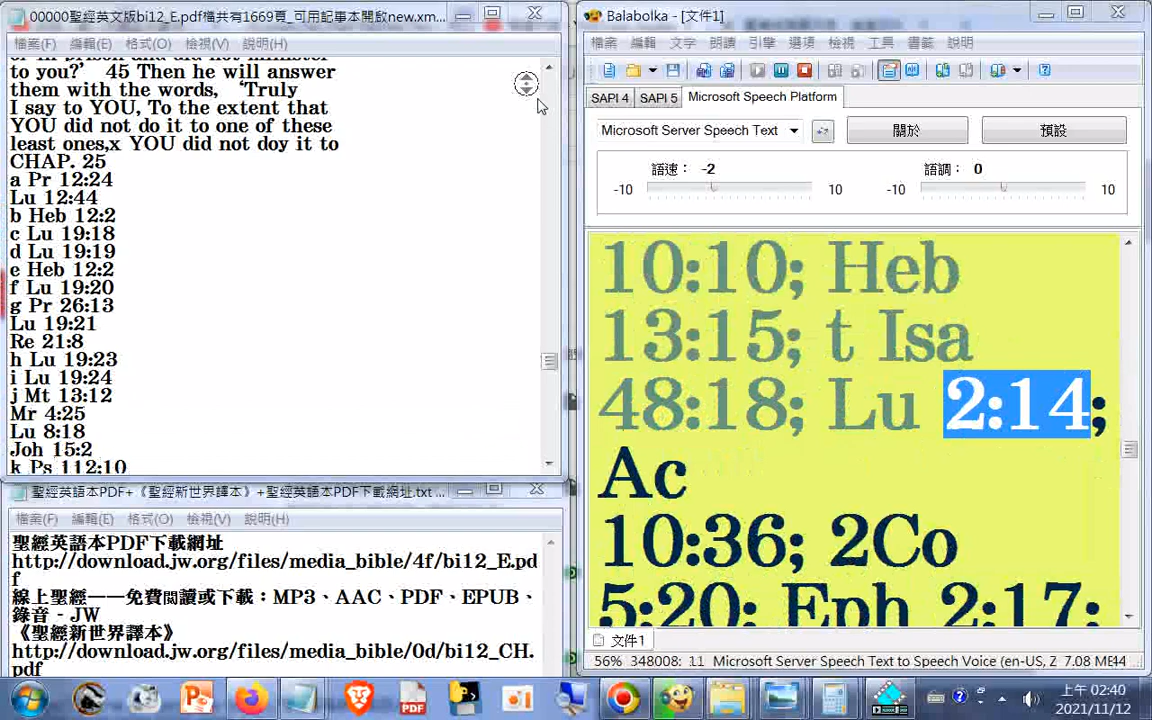 00000聖經英文版bi12_E.pdf檔共有1669頁_可用記事本開啟new.xm...
檔案(F) 編輯(E) 格式(O) 檢視(V) 說明(H)
to you?' 45 Then he will answer
them with the words, 'Truly
I say to YOU, To the extent that
YOU did not do it to one of these
least ones,x YOU did not doy it to
CHAP. 25
a Pr 12:24
Lu 12:44
b Heb 12:2
c Lu 19:18
d Lu 19:19
e Heb 12:2
f Lu 19:20
g Pr 26:13
Lu 19:21
Re 21:8
h Lu 19:23
i Lu 19:24
j Mt 13:12
Mr 4:25
Lu 8:18
Joh 15:2
k Ps 112:10
聖經英語本PDF+《聖經新世界譯本》+聖經英語本PDF下載網址.txt ...
檔案(F) 編輯(E) 格式(O) 檢視(V) 說明(H)
聖經英語本PDF下載網址
http://download.jw.org/files/media_bible/4f/bi12_E.pd
f
線上聖經——免費閱讀或下載：MP3、AAC、PDF、EPUB、
錄音 - JW
《聖經新世界譯本》
http://download.jw.org/files/media_bible/0d/bi12_CH.
pdf
Balabolka - [文件1]
檔案 編輯 文字 朗讀 引擎 選項 檢視 工具 書籤 說明
SAPI 4 SAPI 5 Microsoft Speech Platform
Microsoft Server Speech Text 關於 預設
語速： -2 語調： 0
-10 10 -10 10
10:10; Heb
13:15; t Isa
48:18; Lu 2:14;
Ac
10:36; 2Co
5:20; Eph 2:17;
文件1
56% 348008: 11 Microsoft Server Speech Text to Speech Voice (en-US, Z 7.08 MB
PDF
上午 02:40
2021/11/12